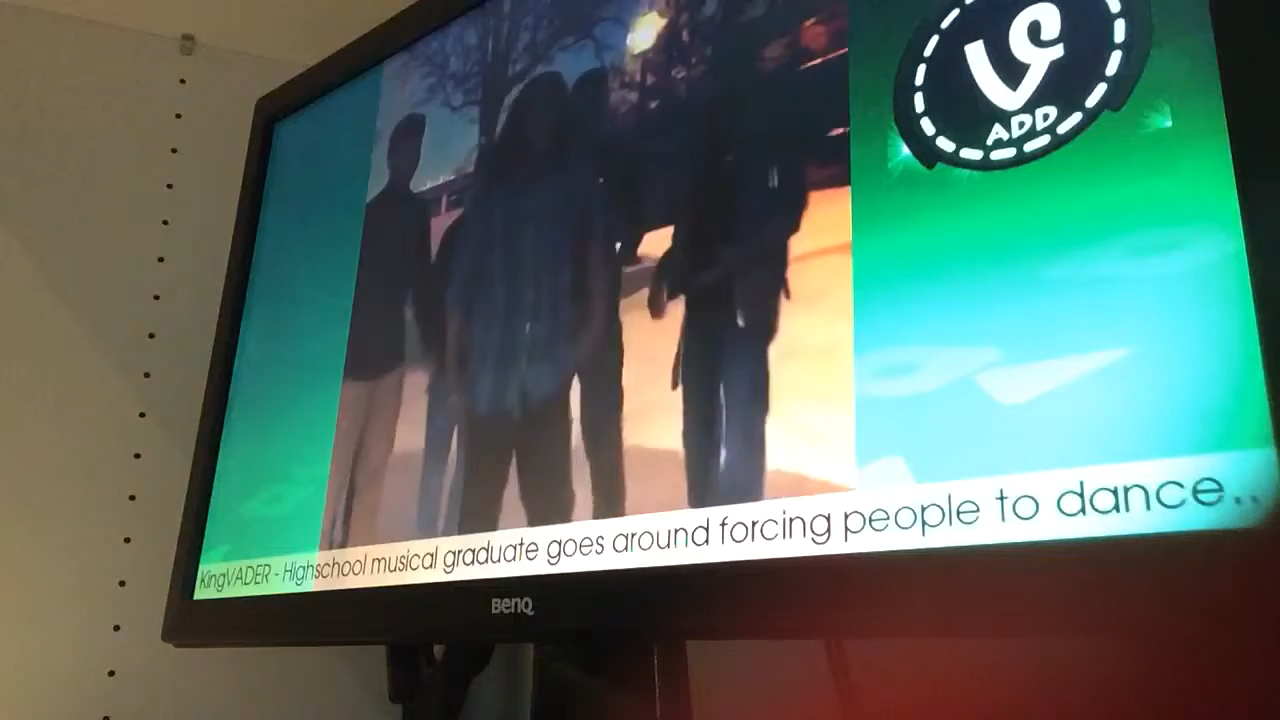 V
ADD
KingVADER - Highschool musical graduate goes around forcing people to dance..
BenQ